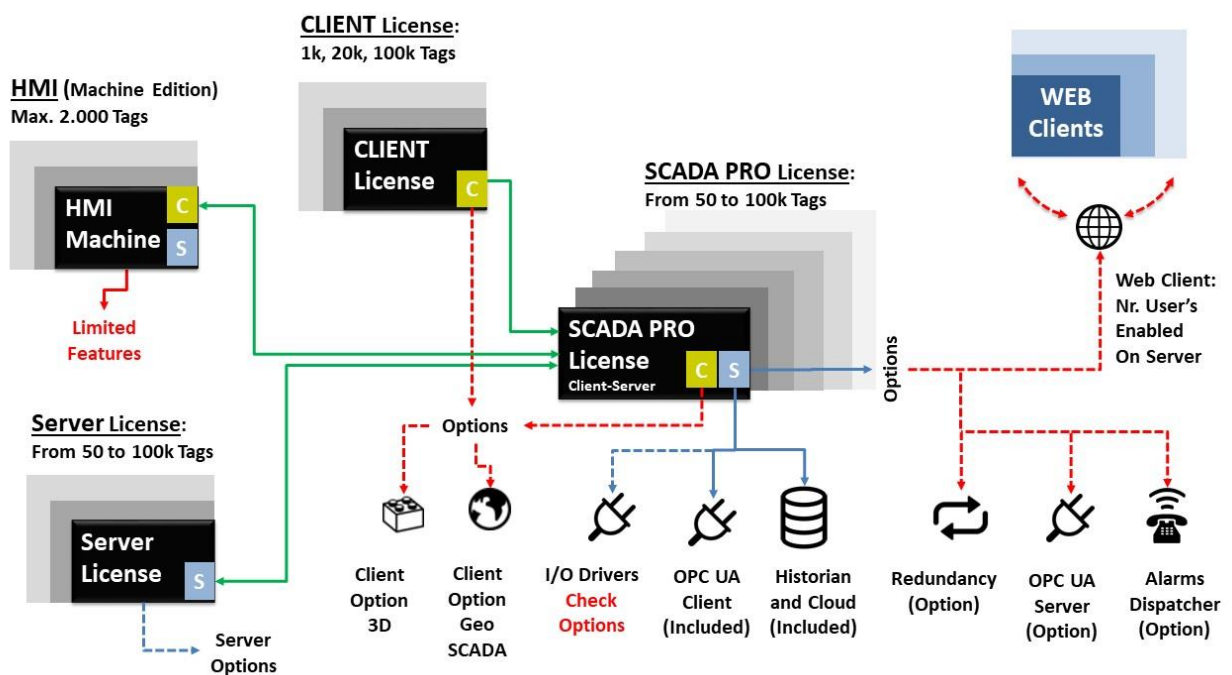 CLIENT License:
1k, 20k, 100k Tags
HMI (Machine Edition)
Max. 2.000 Tags
CLIENT
License
C
HMI
Machine
C
S
Limited
Features
SCADA PRO License:
From 50 to 100k Tags
SCADA PRO
License
Client-Server
C
S
Options
WEB
Clients
Web Client:
Nr. User's
Enabled
On Server
Server License:
From 50 to 100k Tags
Server
License
S
Server
Options
Options
Client
Option
3D
Client
Option
Geo
SCADA
I/O Drivers
Check
Options
OPC UA
Client
(Included)
Historian
and Cloud
(Included)
Redundancy
(Option)
OPC UA
Server
(Option)
Alarms
Dispatcher
(Option)